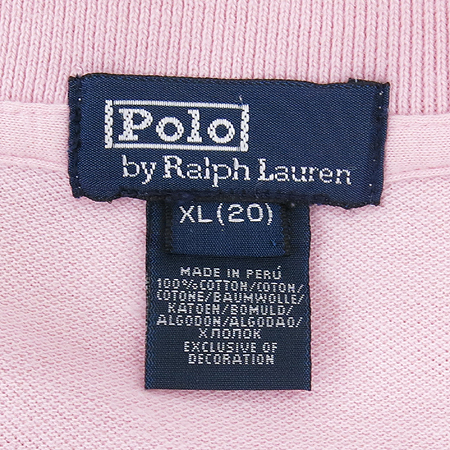 Polo
by Ralph Lauren
XL (20)
MADE IN PERÚ
100% COTTON/COTON/
COTONE/BAUMWOLLE/
KATOEN/BOMULD/
ALGODON/ALGODAO/
ХЛОПОК
EXCLUSIVE OF
DECORATION